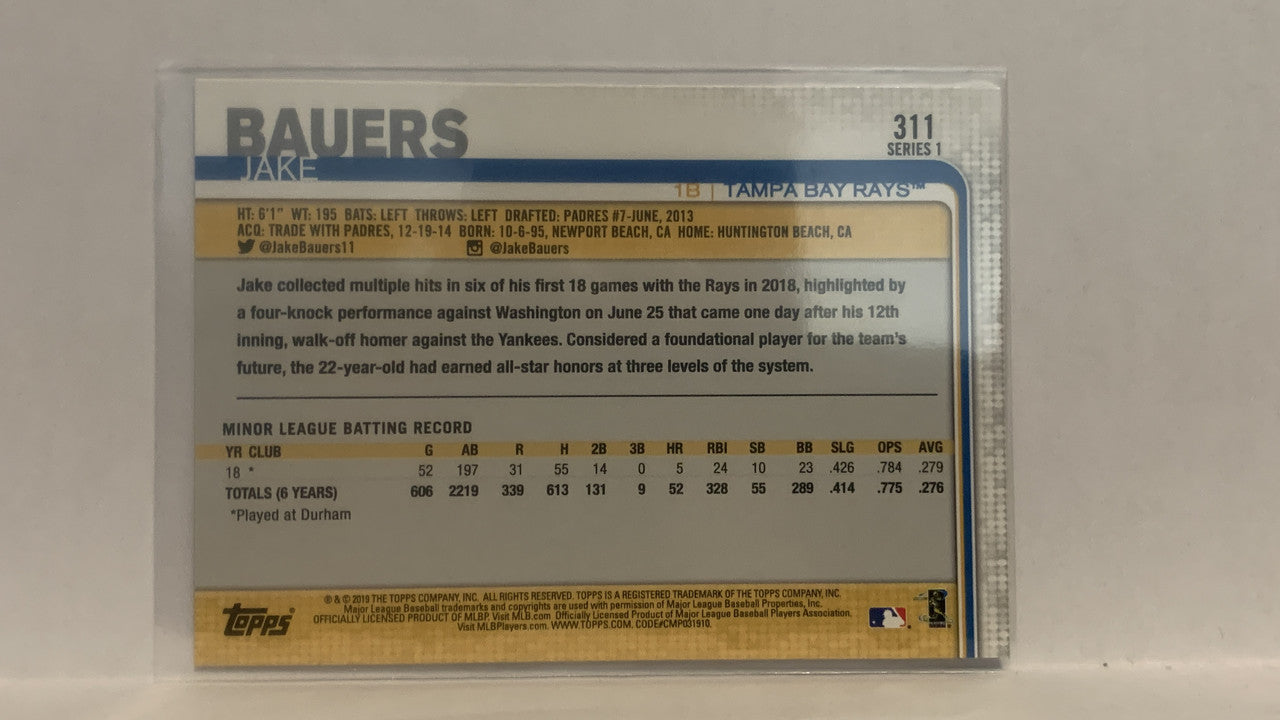 BAUERS
JAKE
311
SERIES 1
1B | TAMPA BAY RAYS™
HT: 6'1" WT: 195 BATS: LEFT THROWS: LEFT DRAFTED: PADRES #7-JUNE, 2013
ACQ: TRADE WITH PADRES, 12-19-14 BORN: 10-6-95, NEWPORT BEACH, CA HOME: HUNTINGTON BEACH, CA
@JakeBauers11 @JakeBauers
Jake collected multiple hits in six of his first 18 games with the Rays in 2018, highlighted by
a four-knock performance against Washington on June 25 that came one day after his 12th
inning, walk-off homer against the Yankees. Considered a foundational player for the team's
future, the 22-year-old had earned all-star honors at three levels of the system.
MINOR LEAGUE BATTING RECORD
YR CLUB G AB R H 2B 3B HR RBI SB BB SLG OPS AVG
18 * 52 197 31 55 14 0 5 24 10 23 .426 .784 .279
TOTALS (6 YEARS) 606 2219 339 613 131 9 52 328 55 289 .414 .775 .276
*Played at Durham
Topps®
® & © 2019 THE TOPPS COMPANY, INC. ALL RIGHTS RESERVED. TOPPS IS A REGISTERED TRADEMARK OF THE TOPPS COMPANY, INC.
Major League Baseball trademarks and copyrights are used with permission of Major League Baseball Properties, Inc.
OFFICIALLY LICENSED PRODUCT OF MLBP. Visit MLB.com Officially Licensed Product of Major League Baseball Players Association.
Visit MLBPlayers.com. WWW.TOPPS.COM. CODE#CMP031910.